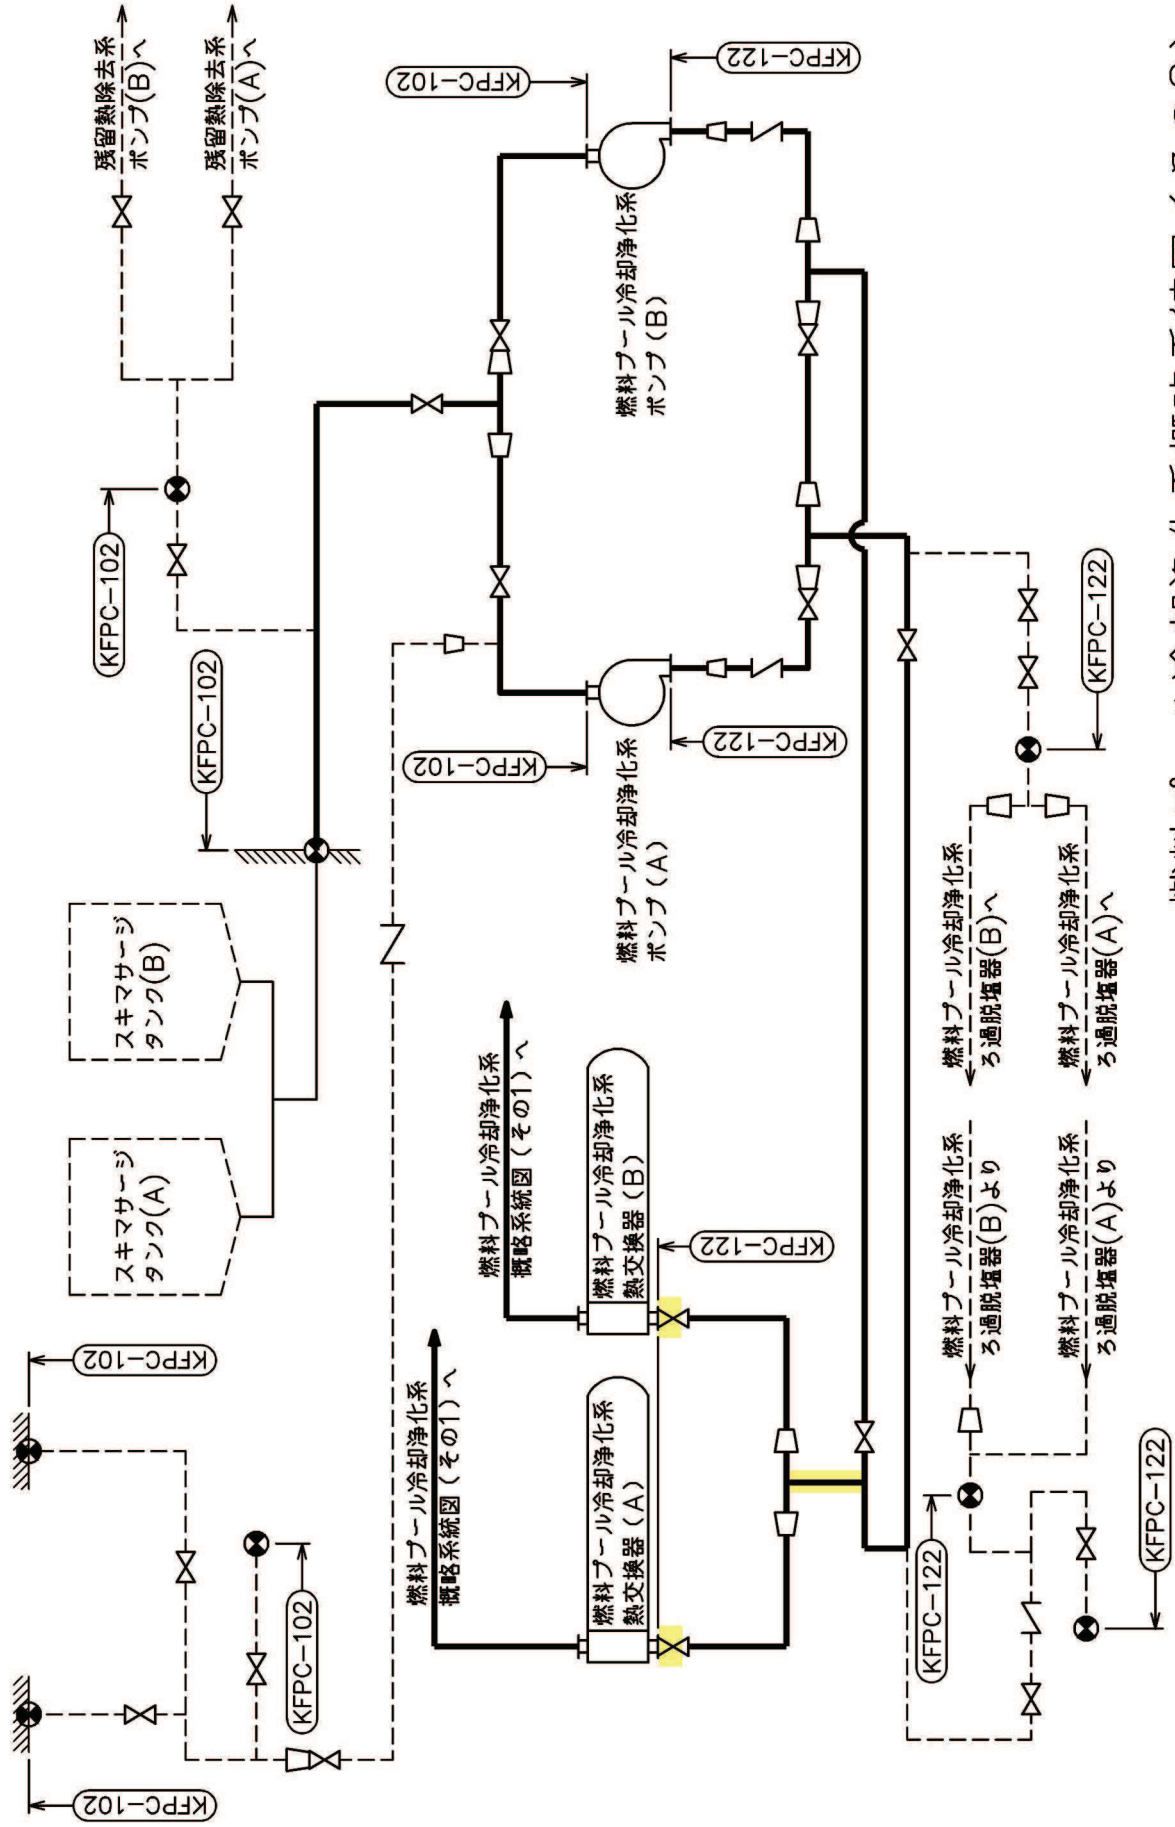 KFPC-102
KFPC-102
スキマサージ
タンク(A)
スキマサージ
タンク(B)
KFPC-102
残留熱除去系
ポンプ(B)へ
残留熱除去系
ポンプ(A)へ
KFPC-102
KFPC-102
燃料プール冷却浄化系
概略系統図(その1)へ
燃料プール冷却浄化系
概略系統図(その1)へ
KFPC-102
KFPC-102
燃料プール冷却浄化系
熱交換器(A)
燃料プール冷却浄化系
熱交換器(B)
燃料プール冷却浄化系
ポンプ(A)
燃料プール冷却浄化系
ポンプ(B)
KFPC-122
KFPC-122
KFPC-122
燃料プール冷却浄化系
ろ過脱塩器(B)より
燃料プール冷却浄化系
ろ過脱塩器(B)へ
KFPC-122
燃料プール冷却浄化系
ろ過脱塩器(A)より
燃料プール冷却浄化系
ろ過脱塩器(A)へ
KFPC-122
KFPC-122